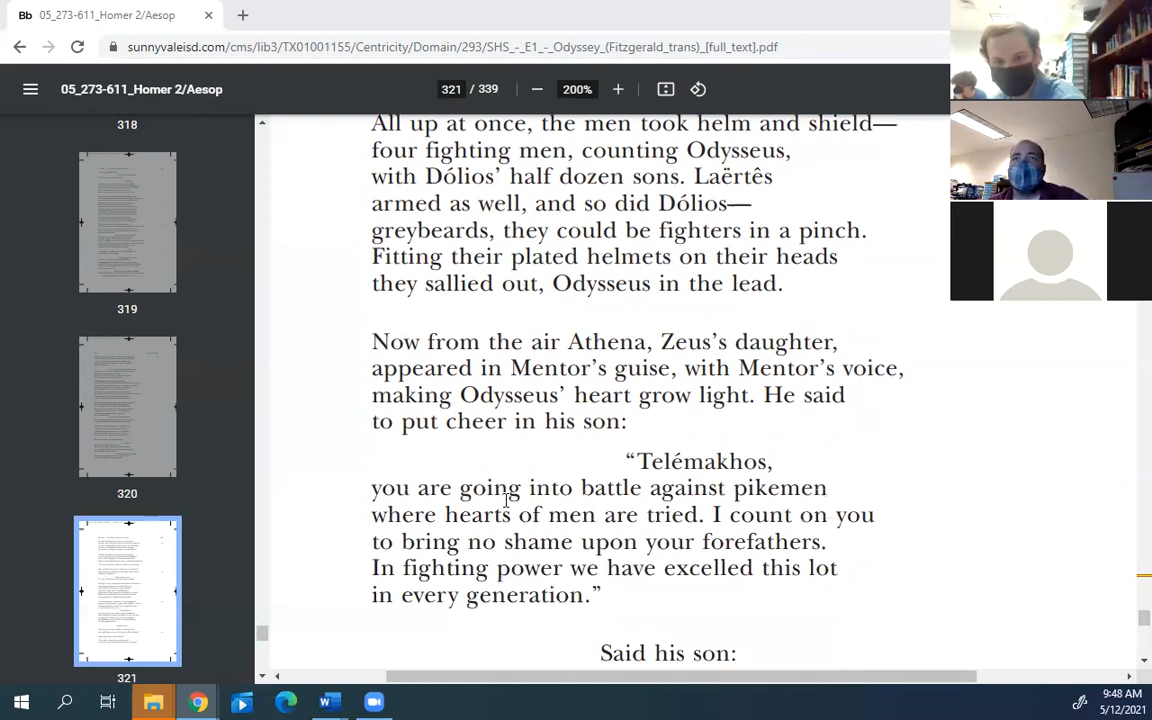 05_273-611_Homer 2/Aesop
sunnyvaleisd.com/cms/lib3/TX01001155/Centricity/Domain/293/SHS_-_E1_-_Odyssey_(Fitzgerald_trans)_[full_text].pdf
05_273-611_Homer 2/Aesop
321 / 339
200%
318
319
320
321
All up at once, the men took helm and shield—
four fighting men, counting Odysseus,
with Dólios’ half dozen sons. Laërtês
armed as well, and so did Dólios—
greybeards, they could be fighters in a pinch.
Fitting their plated helmets on their heads
they sallied out, Odysseus in the lead.
Now from the air Athena, Zeus’s daughter,
appeared in Mentor’s guise, with Mentor’s voice,
making Odysseus’ heart grow light. He said
to put cheer in his son:
“Telémakhos,
you are going into battle against pikemen
where hearts of men are tried. I count on you
to bring no shame upon your forefathers.
In fighting power we have excelled this lot
in every generation.”
Said his son:
9:48 AM
5/12/2021